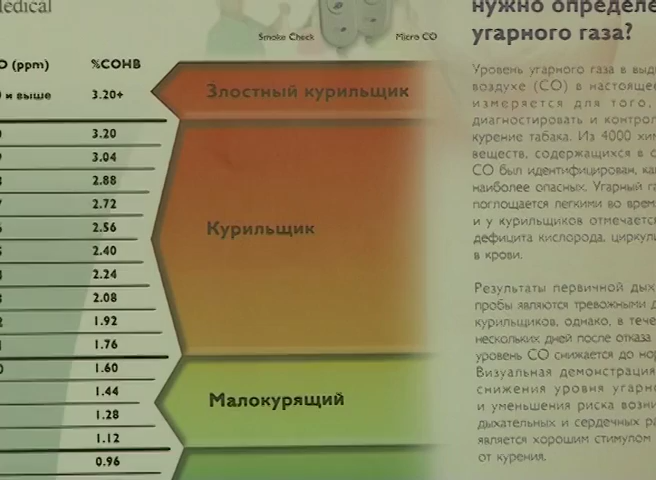 Medical
Smoke Check
Micro CO
(ppm) %COHB
и выше 3.20+
3.20
3.04
2.88
2.72
2.56
2.40
2.24
2.08
1.92
1.76
1.60
1.44
1.28
1.12
0.96
Злостный курильщик
Курильщик
Малокурящий
нужно определе
угарного газа?
Уровень угарного газа в выд
воздухе (CO) в настоящее
измеряется для того,
диагностировать и контрол
курение табака. Из 4000 хим
веществ, содержащихся в с
CO был идентифицирован, как
наиболее опасных. Угарный га
поглощается легкими во врем
и у курильщиков отмечаетс
дефицита кислорода, циркули
в крови.
Результаты первичной дых
пробы являются тревожными д
курильщиков, однако, в тече
нескольких дней после отказа
уровень CO снижается до нор
Визуальная демонстрация
снижения уровня угарно
и уменьшения риска возни
дыхательных и сердечных ра
является хорошим стимулом
от курения.